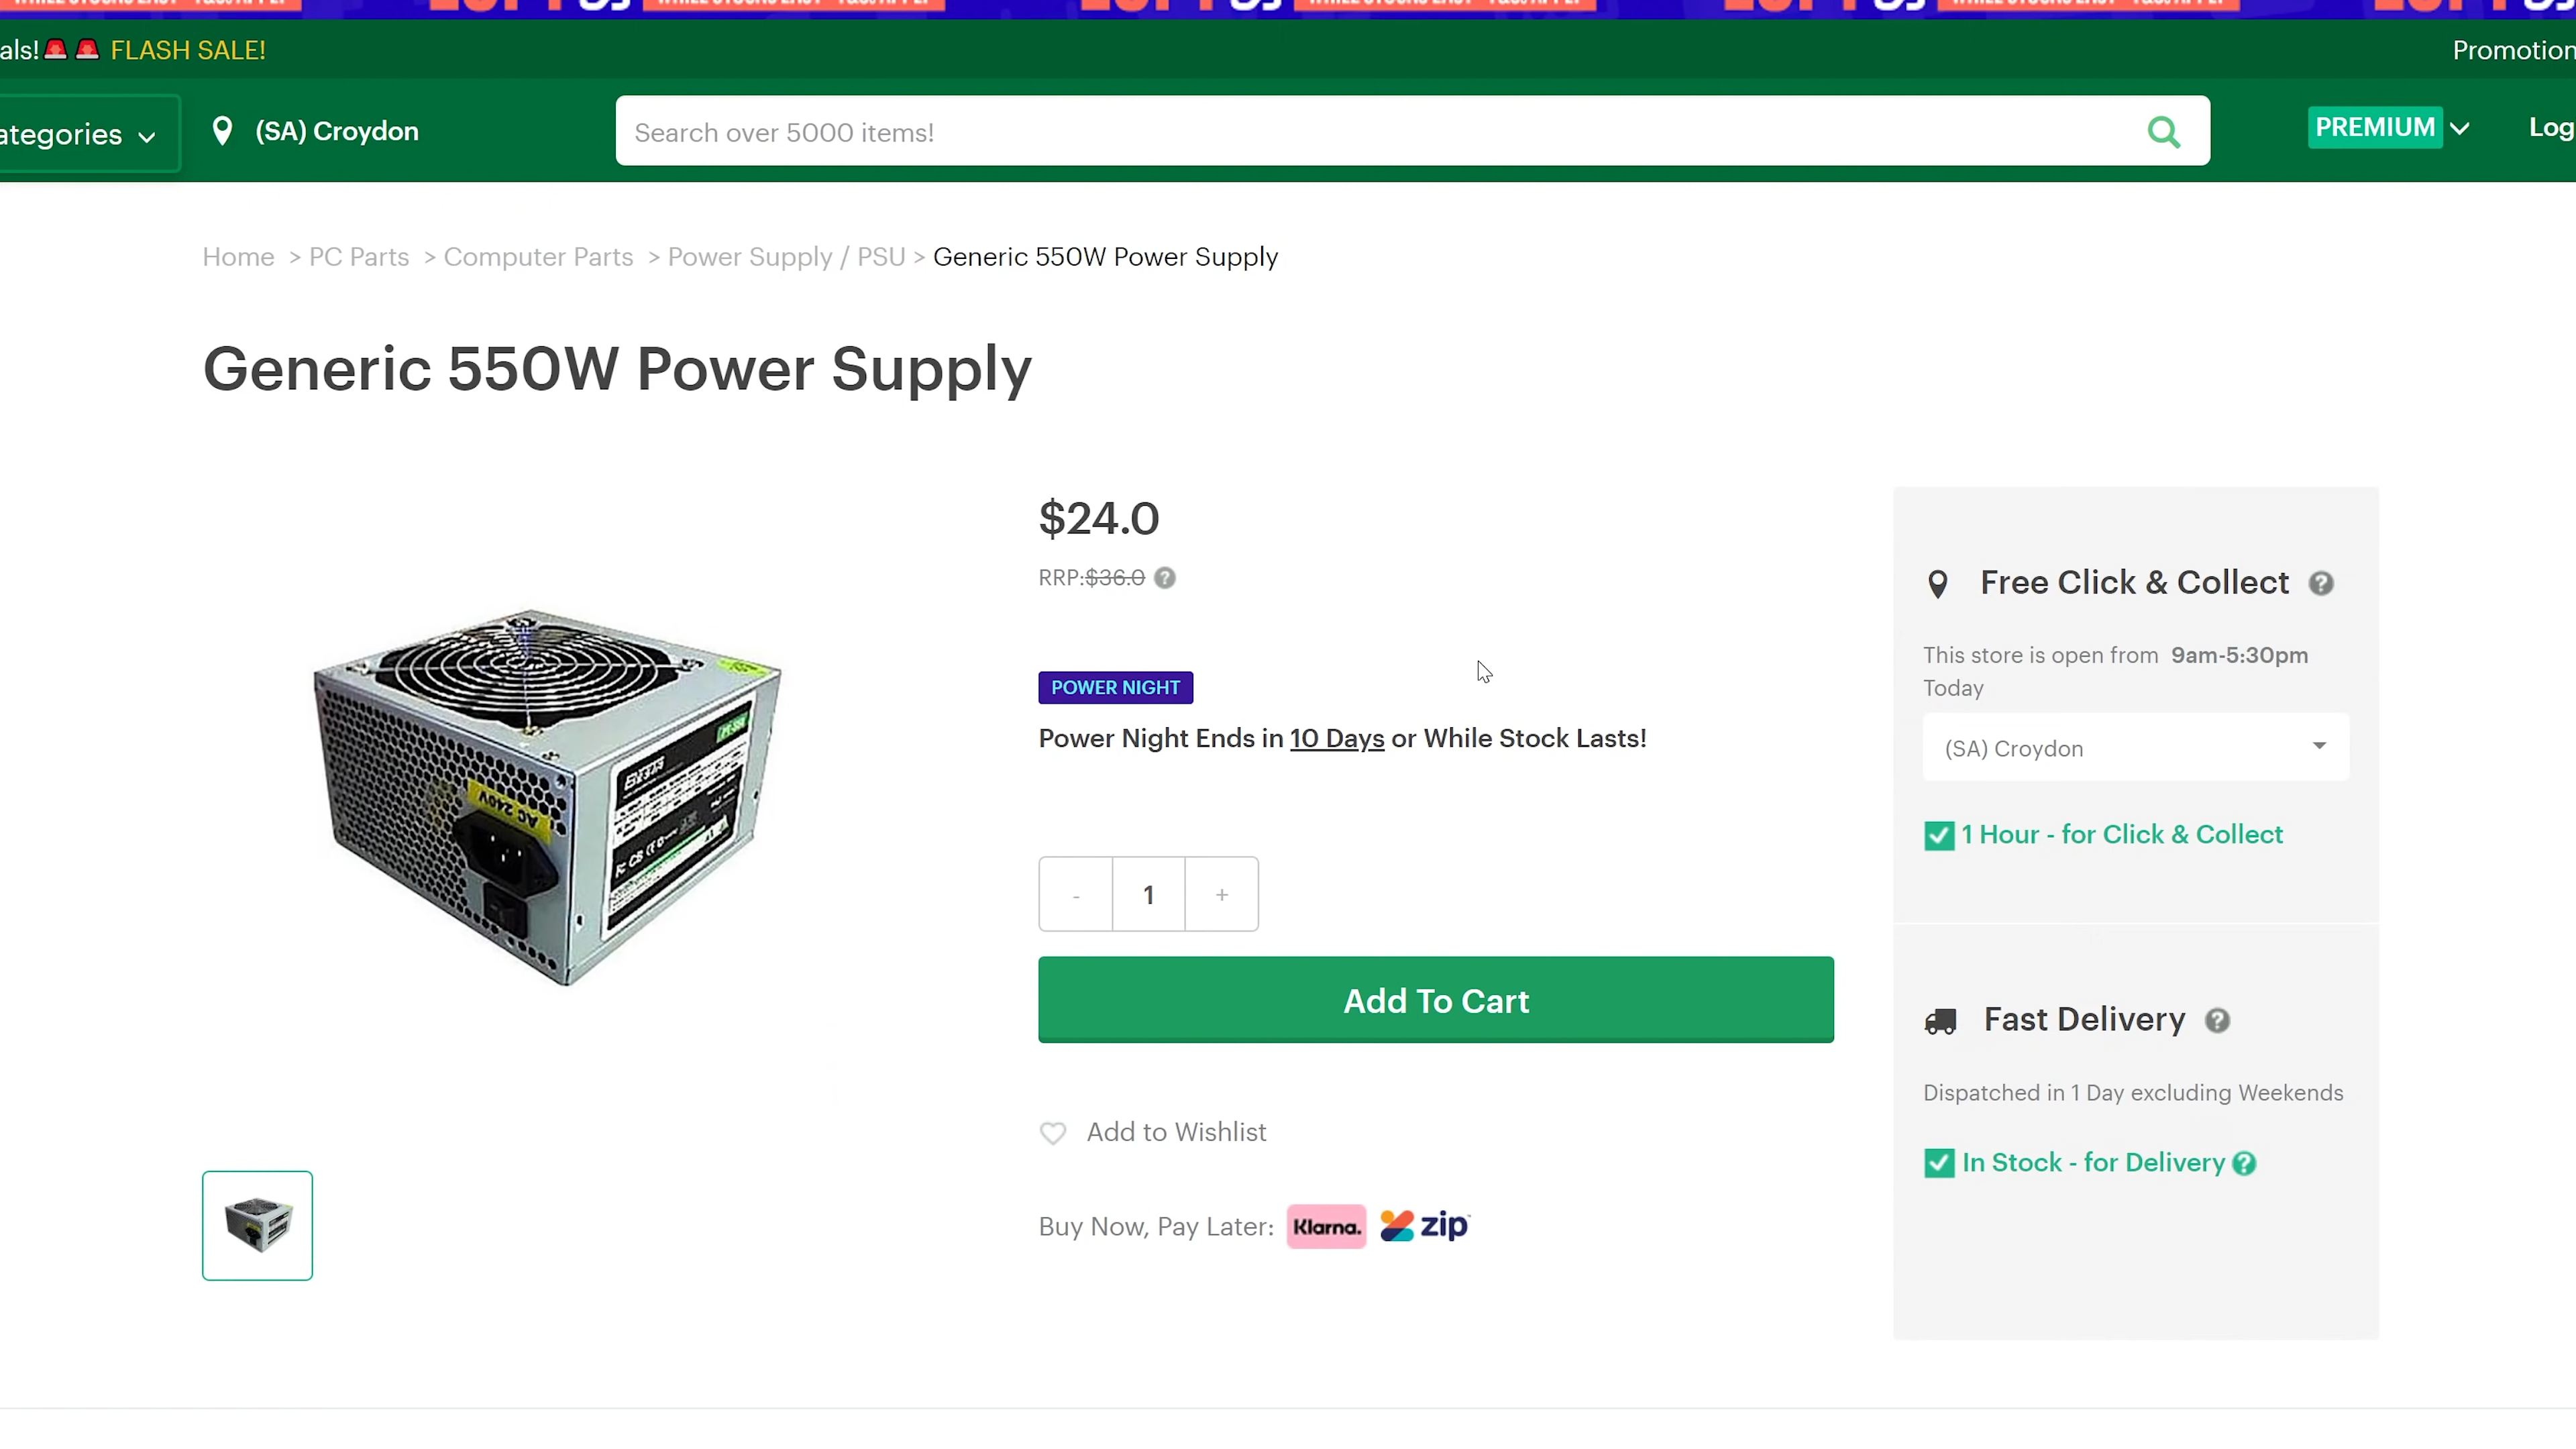 als!🚨🚨 FLASH SALE!
Promotion
ategories
(SA) Croydon
Search over 5000 items!
PREMIUM
Log
Home > PC Parts > Computer Parts > Power Supply / PSU > Generic 550W Power Supply
Generic 550W Power Supply
AC 240V
$24.0
RRP:$36.0 ?
POWER NIGHT
Power Night Ends in 10 Days or While Stock Lasts!
- 1 +
Add To Cart
Add to Wishlist
Buy Now, Pay Later: Klarna. zip
Free Click & Collect ?
This store is open from 9am-5:30pm
Today
(SA) Croydon
1 Hour - for Click & Collect
Fast Delivery ?
Dispatched in 1 Day excluding Weekends
In Stock - for Delivery ?